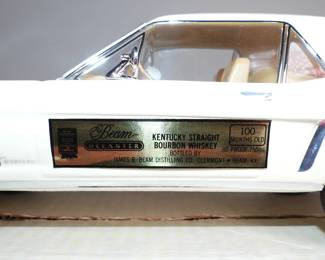 Beam
DECANTER
KENTUCKY STRAIGHT
BOURBON WHISKEY
BOTTLED BY
JAMES B. BEAM DISTILLING CO. CLERMONT • BEAM, KY.
100
MONTHS OLD